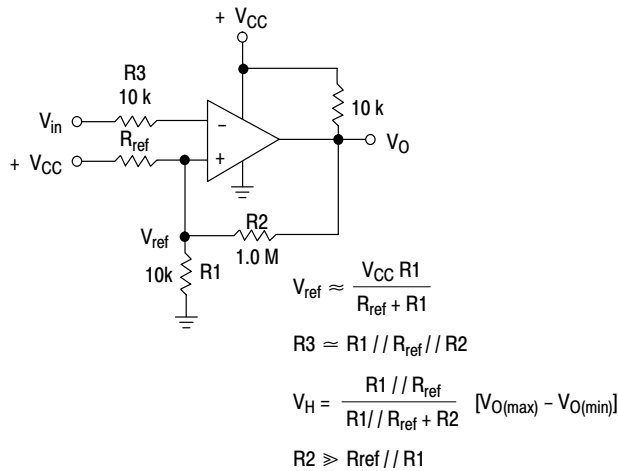 + VCC
R3
10 k
10 k
Vin
−
Rref
+ VCC
+
VO
R2
Vref
1.0 M
10k
R1
Vref ≈ VCC R1 / Rref + R1
R3 ≃ R1 // Rref // R2
VH = R1 // Rref / R1// Rref + R2 [VO(max) – VO(min)]
R2 ≫ Rref // R1